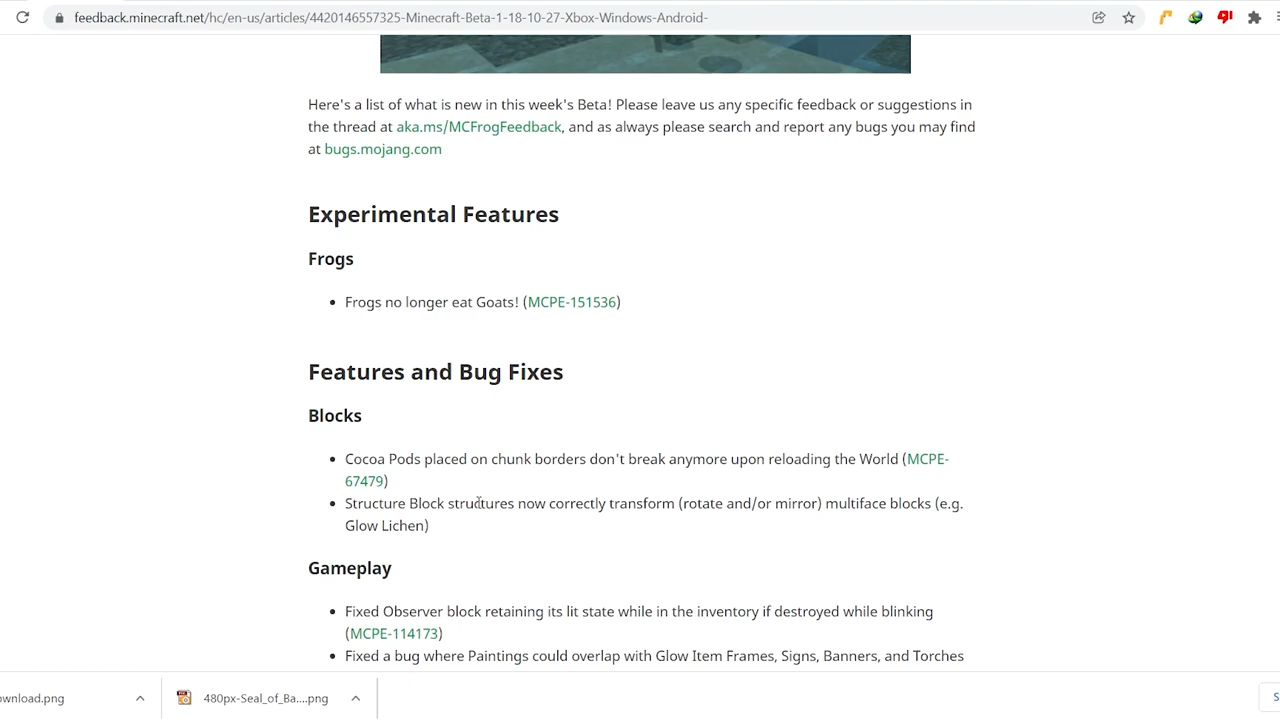 feedback.minecraft.net/hc/en-us/articles/4420146557325-Minecraft-Beta-1-18-10-27-Xbox-Windows-Android-
Here's a list of what is new in this week's Beta! Please leave us any specific feedback or suggestions in
the thread at aka.ms/MCFrogFeedback, and as always please search and report any bugs you may find
at bugs.mojang.com
Experimental Features
Frogs
• Frogs no longer eat Goats! (MCPE-151536)
Features and Bug Fixes
Blocks
• Cocoa Pods placed on chunk borders don't break anymore upon reloading the World (MCPE-
67479)
• Structure Block structures now correctly transform (rotate and/or mirror) multiface blocks (e.g.
Glow Lichen)
Gameplay
• Fixed Observer block retaining its lit state while in the inventory if destroyed while blinking
(MCPE-114173)
• Fixed a bug where Paintings could overlap with Glow Item Frames, Signs, Banners, and Torches
ownload.png
480px-Seal_of_Ba....png
S